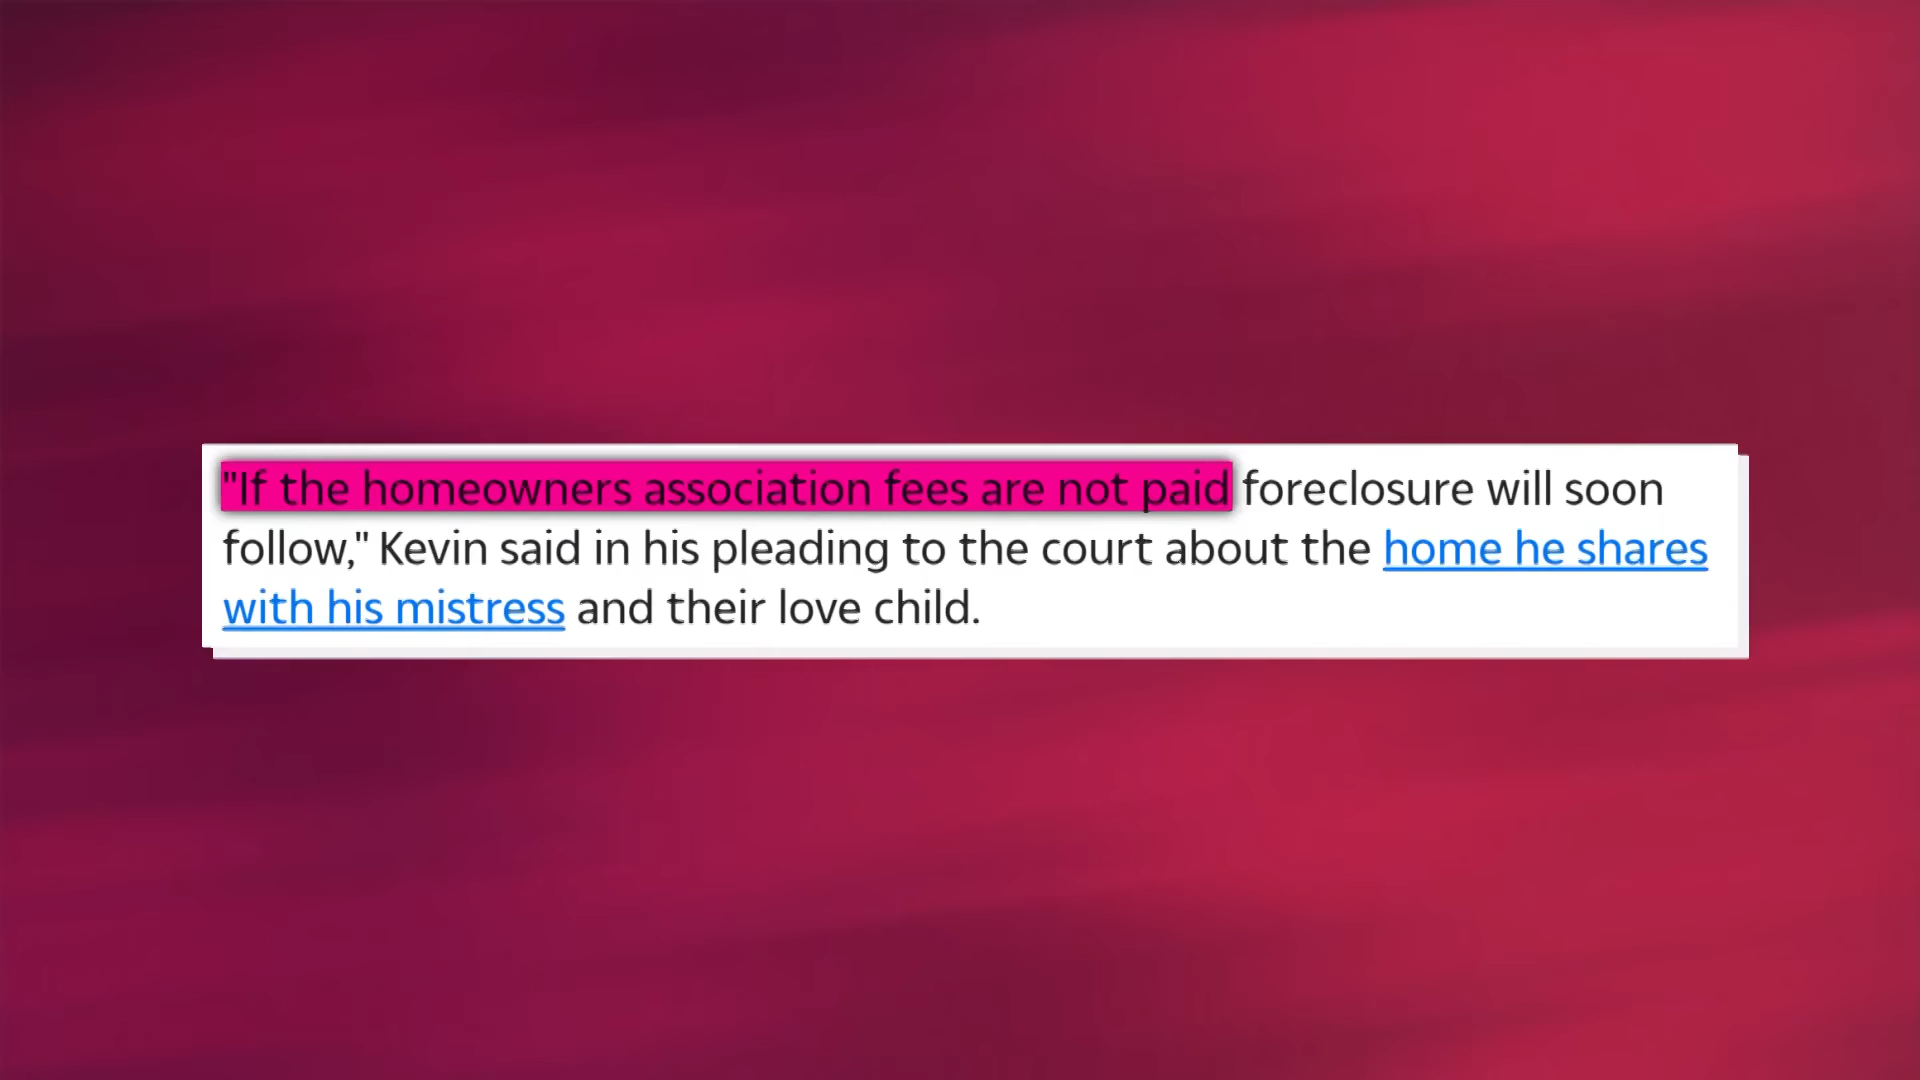 "If the homeowners association fees are not paid foreclosure will soon
follow," Kevin said in his pleading to the court about the home he shares
with his mistress and their love child.